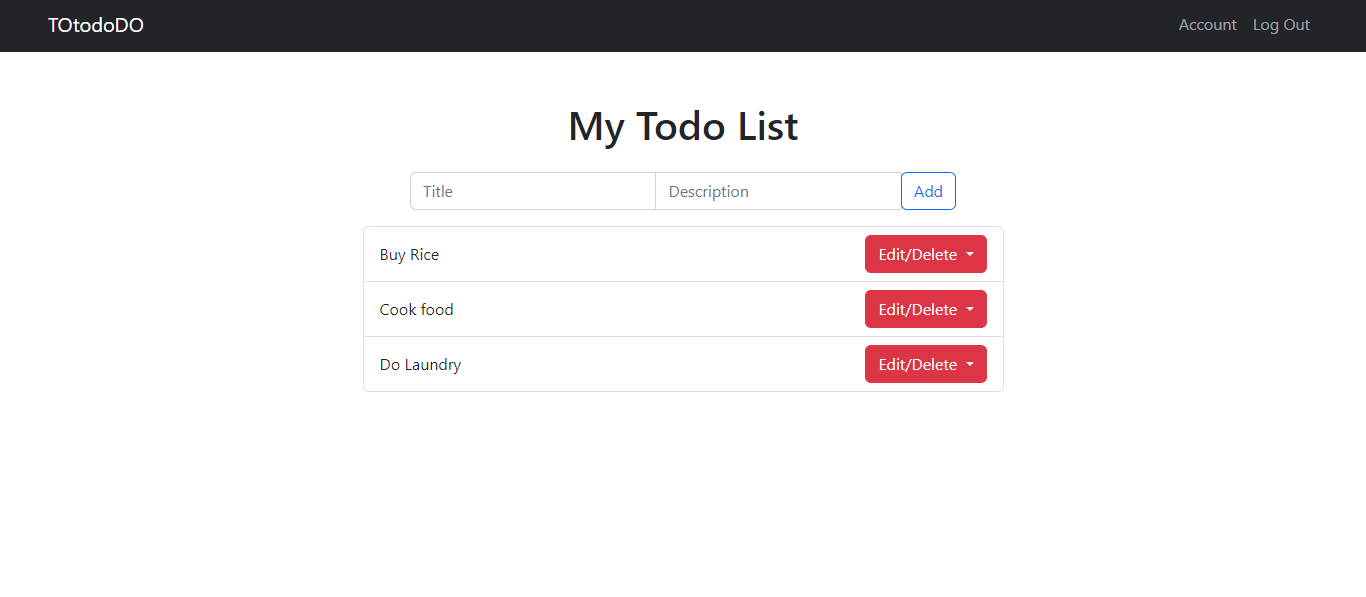 TOtodoDO Account Log Out
My Todo List
Title Description Add
Buy Rice Edit/Delete
Cook food Edit/Delete
Do Laundry Edit/Delete